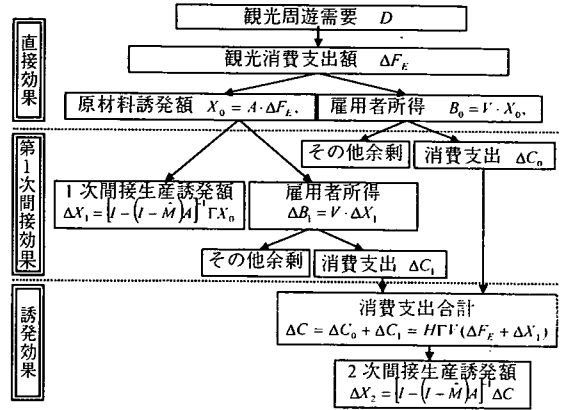 観光周遊需要 D
直接効果
観光消費支出額 ΔF_E
原材料誘発額 X_0 = A·ΔF_E,
雇用者所得 B_0 = V·X_0,
第1次間接効果
その他余剰
消費支出 ΔC_0
1次間接生産誘発額
ΔX_1 = [I − (I − M̂)A]^{-1} ΓX_0
雇用者所得
ΔB_1 = V·ΔX_1
その他余剰
消費支出 ΔC_1
誘発効果
消費支出合計
ΔC = ΔC_0 + ΔC_1 = HΓV(ΔF_E + ΔX_1)
2次間接生産誘発額
ΔX_2 = [I − (I − M̂)A]^{-1} ΔC